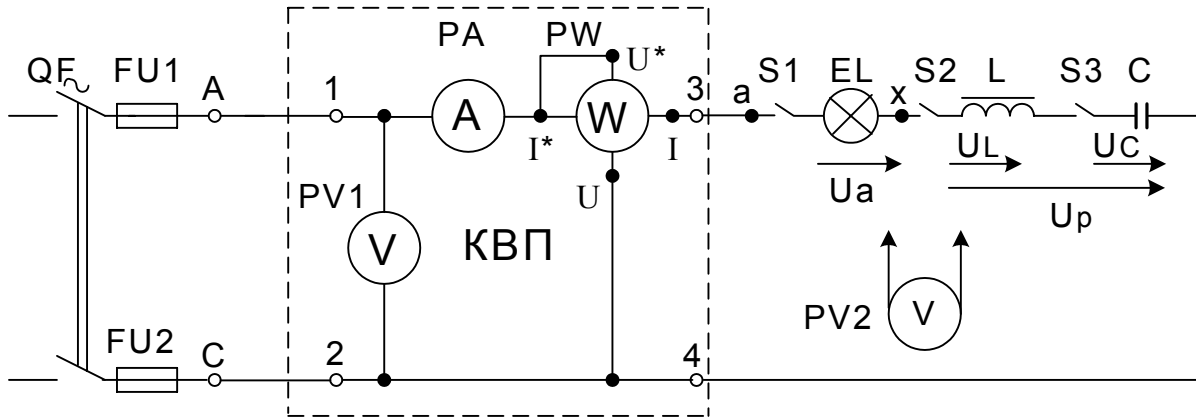 PA PW
U*
QF FU1 A 1 3 a S1 EL x S2 L S3 C
~
A W
I* I
UL UC
Ua
U
Up
PV1
V
КВП
PV2 V
FU2 C 2 4